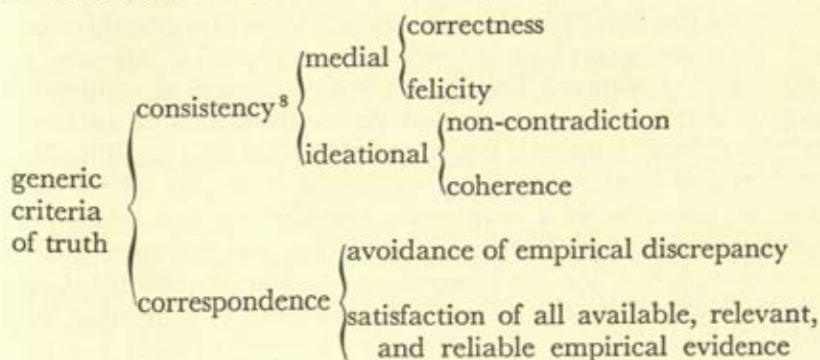 correctness
medial
felicity
consistency⁸
non-contradiction
ideational
coherence
generic
criteria
of truth
avoidance of empirical discrepancy
correspondence
satisfaction of all available, relevant,
and reliable empirical evidence